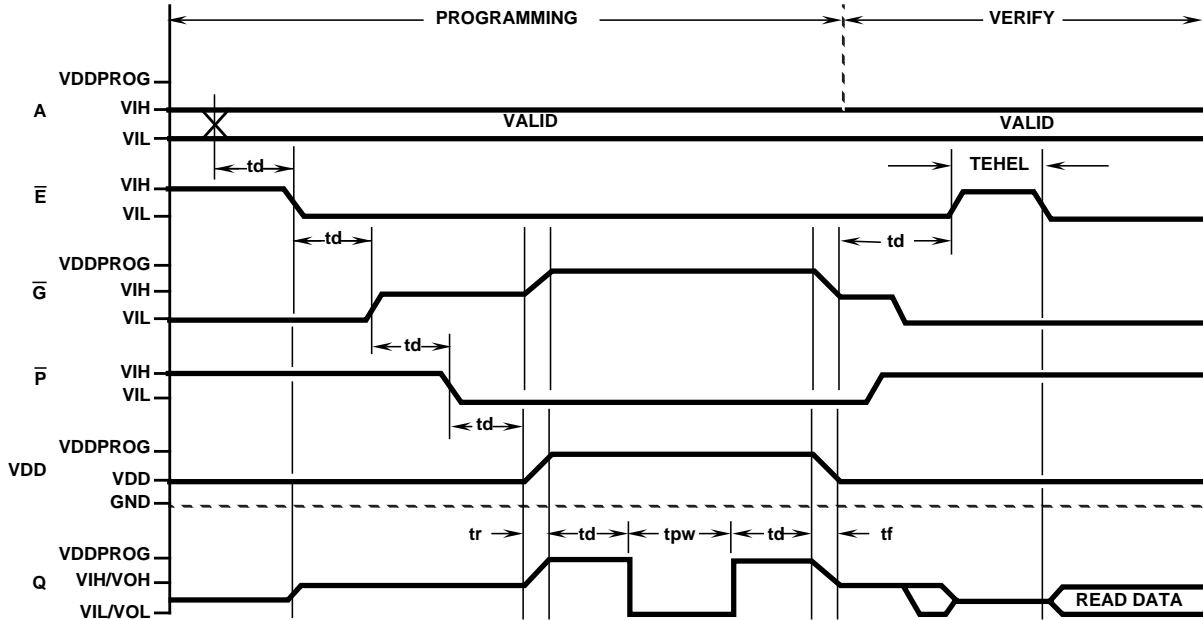 PROGRAMMING VERIFY
VDDPROG
A
VIH
VALID VALID
VIL
td TEHEL
E̅
VIH
VIL
td td
VDDPROG
G̅
VIH
VIL
td
P̅
VIH
VIL
td
VDDPROG
VDD
VDD
GND
tr td tpw td tf
VDDPROG
Q
VIH/VOH
READ DATA
VIL/VOL